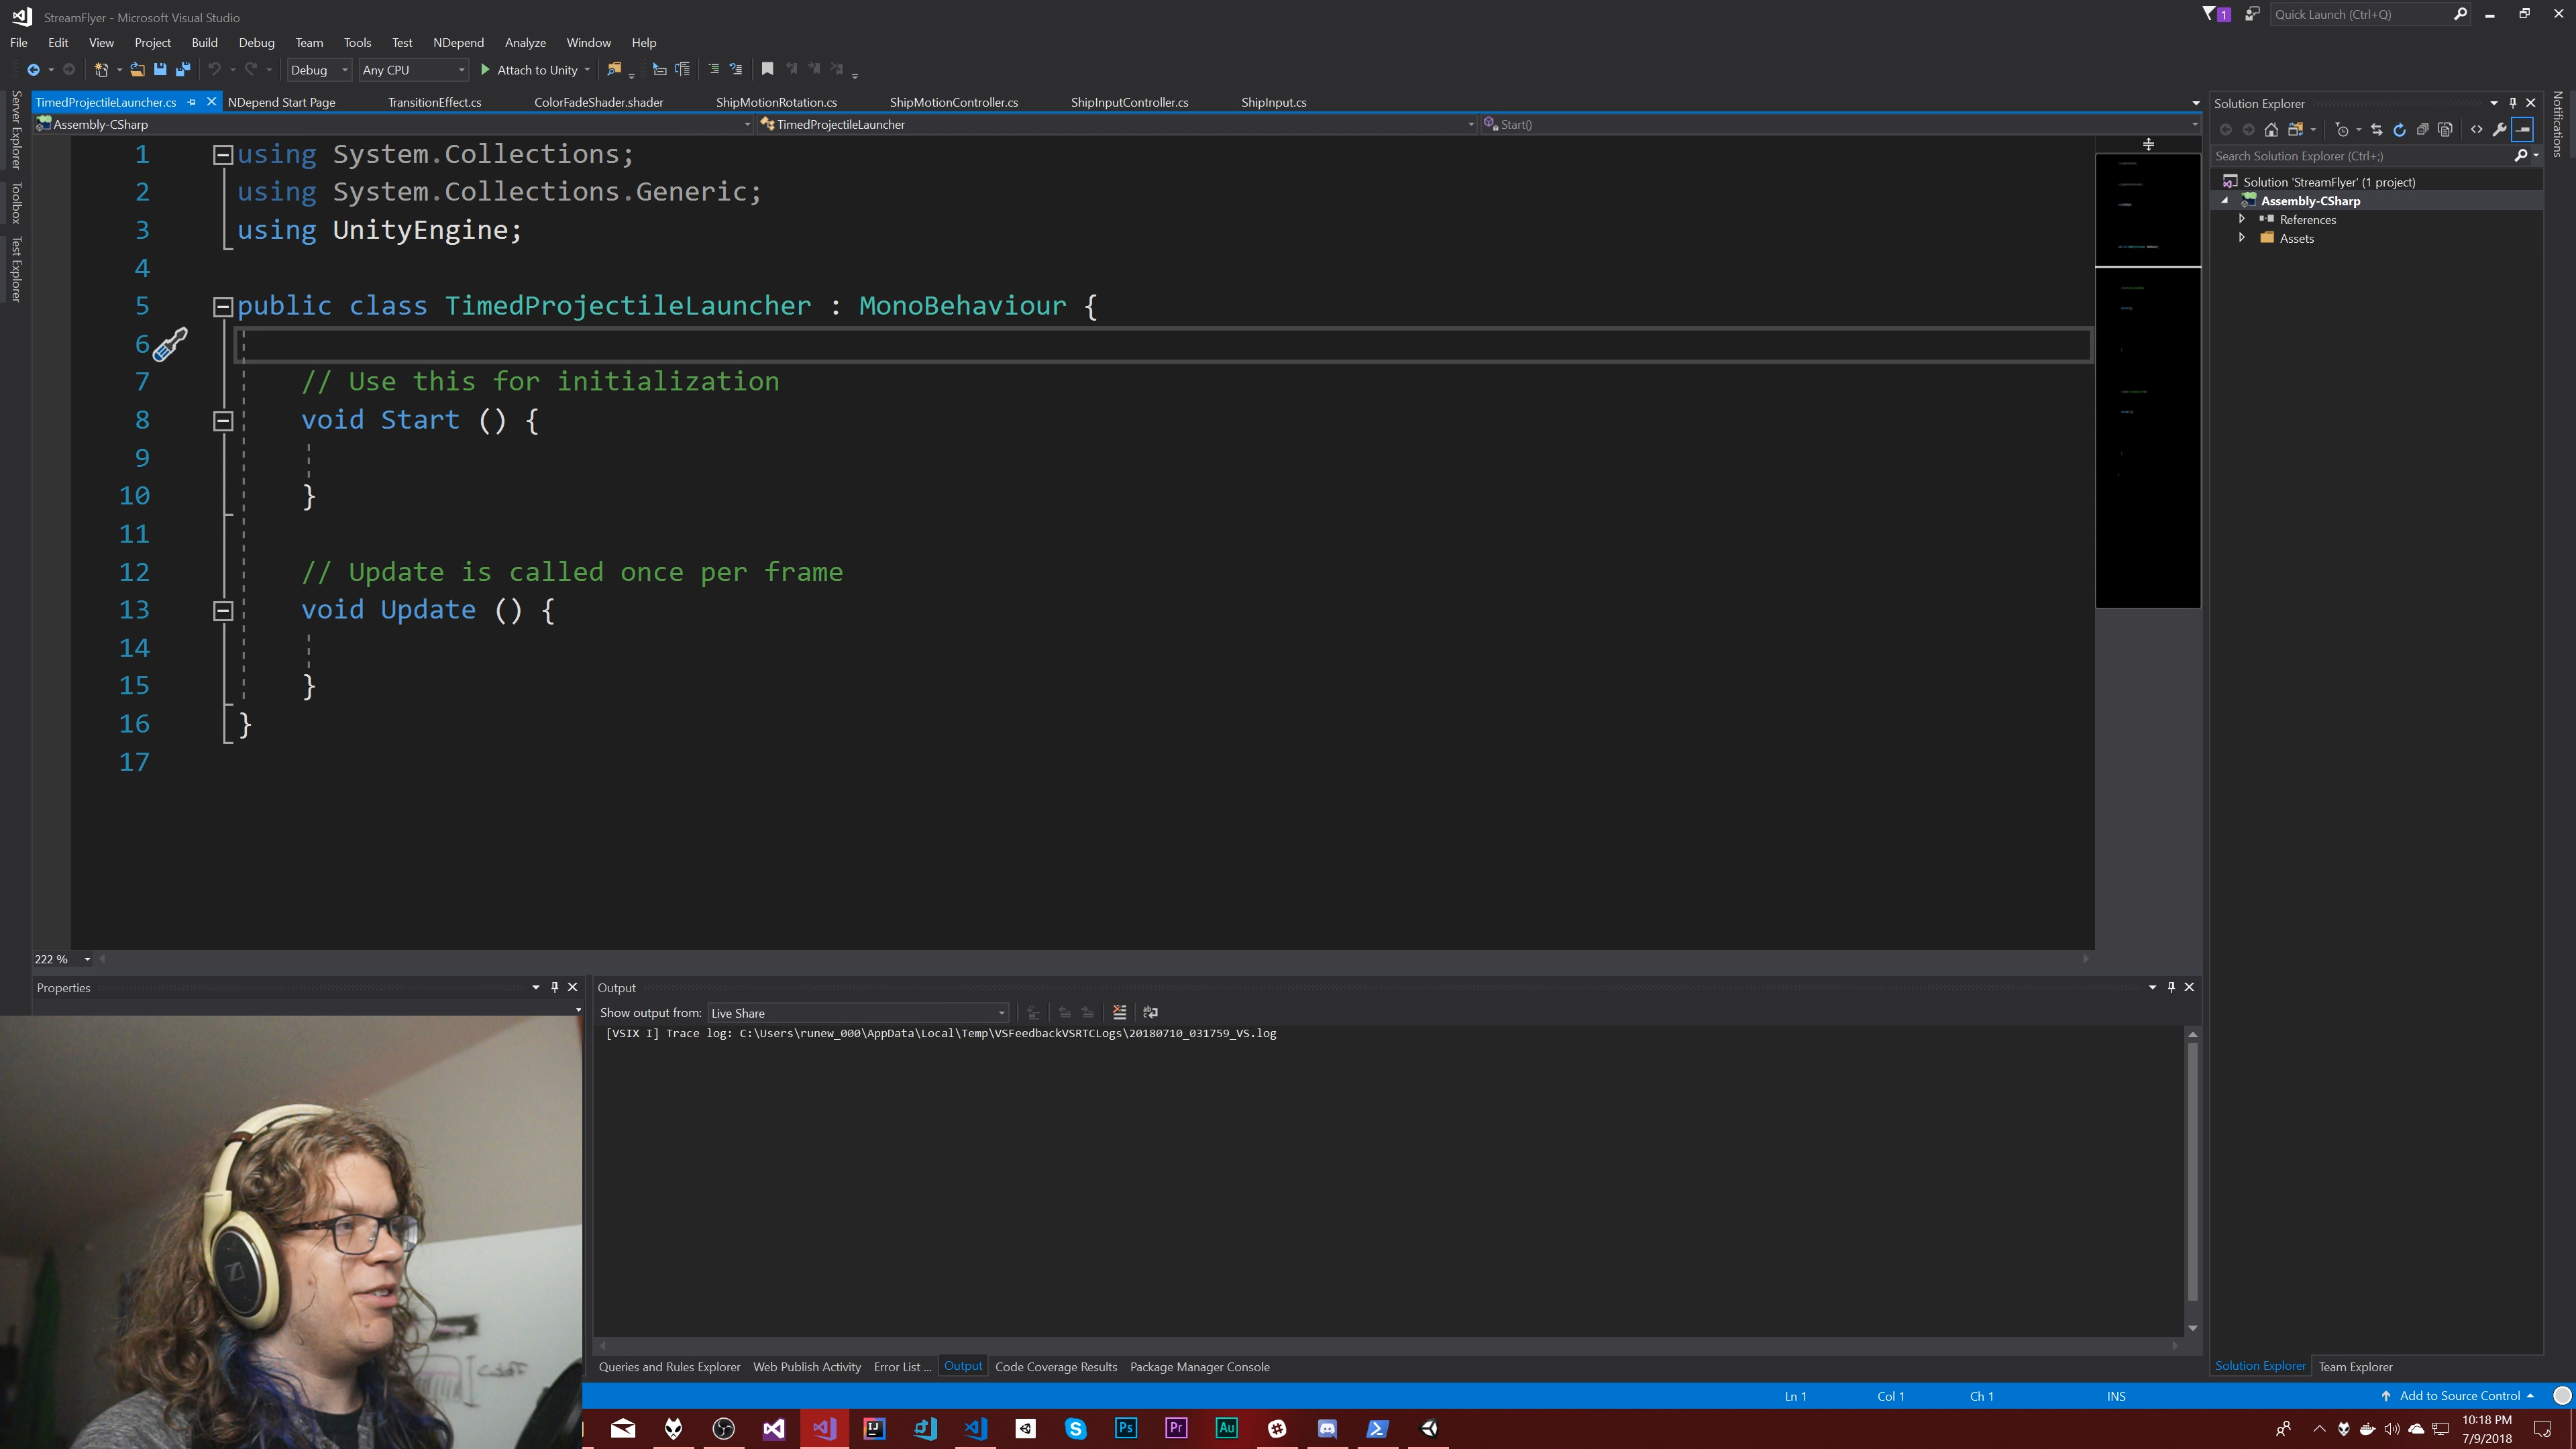 StreamFlyer - Microsoft Visual Studio
1
Quick Launch (Ctrl+Q)
File Edit View Project Build Debug Team Tools Test NDepend Analyze Window Help
Debug Any CPU Attach to Unity
Server Explorer
Toolbox
Test Explorer
TimedProjectileLauncher.cs NDepend Start Page TransitionEffect.cs ColorFadeShader.shader ShipMotionRotation.cs ShipMotionController.cs ShipInputController.cs ShipInput.cs
Assembly-CSharp TimedProjectileLauncher Start()
1 using System.Collections;
2 using System.Collections.Generic;
3 using UnityEngine;
4
5 public class TimedProjectileLauncher : MonoBehaviour {
6
7 // Use this for initialization
8 void Start () {
9
10 }
11
12 // Update is called once per frame
13 void Update () {
14
15 }
16 }
17
222 %
Solution Explorer
Search Solution Explorer (Ctrl+;)
Solution 'StreamFlyer' (1 project)
Assembly-CSharp
References
Assets
Notifications
Properties
Output
Show output from: Live Share
[VSIX I] Trace log: C:\Users\runew_000\AppData\Local\Temp\VSFeedbackVSRTCLogs\20180710_031759_VS.log
Queries and Rules Explorer Web Publish Activity Error List ... Output Code Coverage Results Package Manager Console
Solution Explorer Team Explorer
Ln 1 Col 1 Ch 1 INS Add to Source Control
IJ Ps Pr Au
10:18 PM
7/9/2018